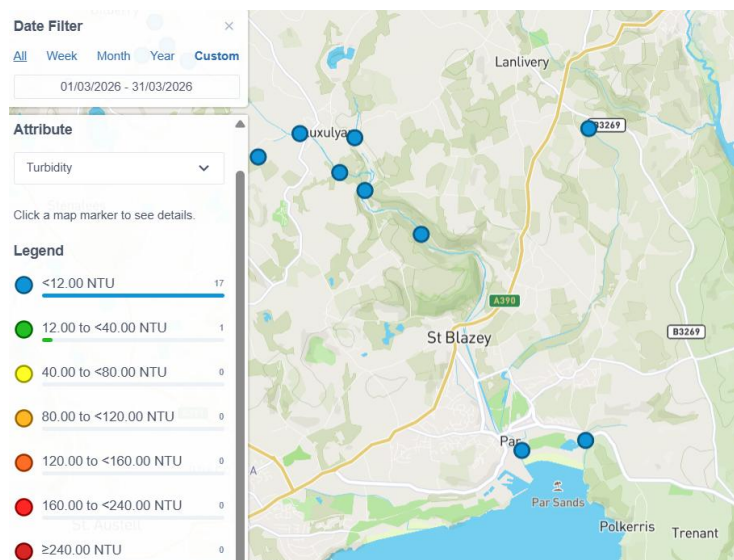 Date Filter ×
All Week Month Year Custom
01/03/2026 - 31/03/2026
Attribute
Turbidity
Click a map marker to see details.
Legend
<12.00 NTU 17
12.00 to <40.00 NTU 1
40.00 to <80.00 NTU 0
80.00 to <120.00 NTU 0
120.00 to <160.00 NTU 0
160.00 to <240.00 NTU 0
≥240.00 NTU 0
St. Austell
A
Lanlivery
B3269
uxulya
A390
St Blazey
B3269
Par
Par Sands
Polkerris
Trenant